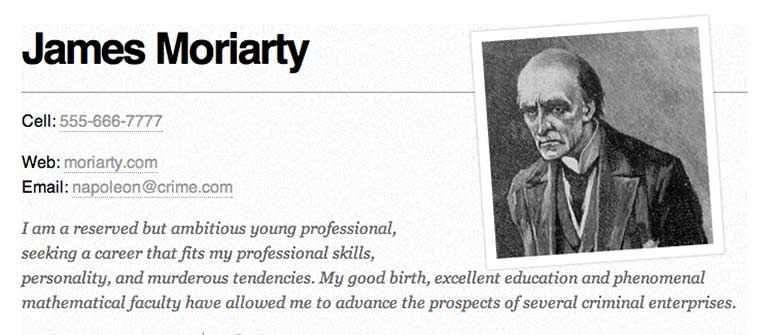 James Moriarty
Cell: 555-666-7777
Web: moriarty.com
Email: napoleon@crime.com
I am a reserved but ambitious young professional,
seeking a career that fits my professional skills,
personality, and murderous tendencies. My good birth, excellent education and phenomenal
mathematical faculty have allowed me to advance the prospects of several criminal enterprises.